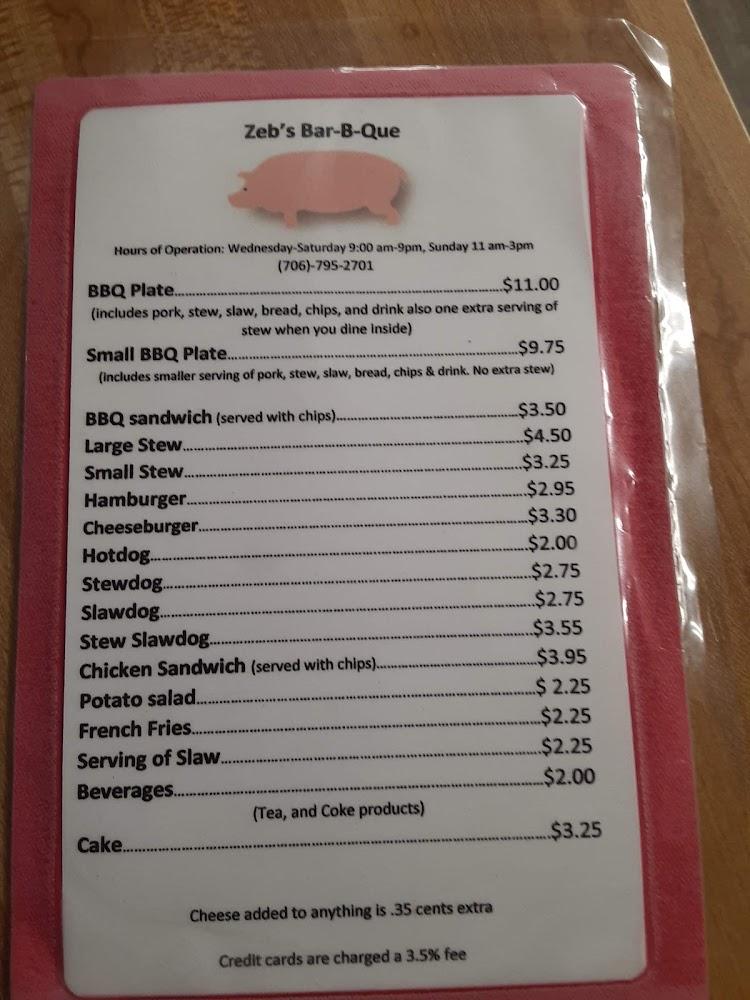 Zeb's Bar-B-Que
Hours of Operation: Wednesday-Saturday 9:00 am-9pm, Sunday 11 am-3pm
(706)-795-2701
BBQ Plate.....$11.00
(includes pork, stew, slaw, bread, chips, and drink also one extra serving of
stew when you dine inside)
Small BBQ Plate.....$9.75
(includes smaller serving of pork, stew, slaw, bread, chips & drink. No extra stew)
BBQ sandwich (served with chips).....$3.50
Large Stew.....$4.50
Small Stew.....$3.25
Hamburger.....$2.95
Cheeseburger.....$3.30
Hotdog.....$2.00
Stewdog.....$2.75
Slawdog.....$2.75
Stew Slawdog.....$3.55
Chicken Sandwich (served with chips).....$3.95
Potato salad.....$ 2.25
French Fries.....$2.25
Serving of Slaw.....$2.25
Beverages.....$2.00
(Tea, and Coke products)
Cake.....$3.25
Cheese added to anything is .35 cents extra
Credit cards are charged a 3.5% fee